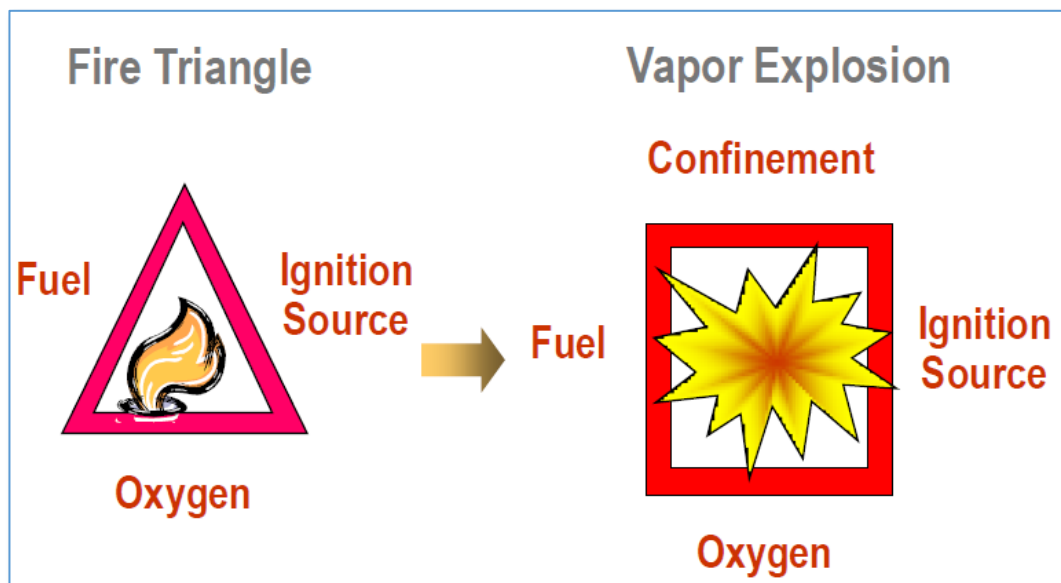 Fire Triangle
Fuel
Ignition
Source
Oxygen
Vapor Explosion
Confinement
Fuel
Ignition
Source
Oxygen